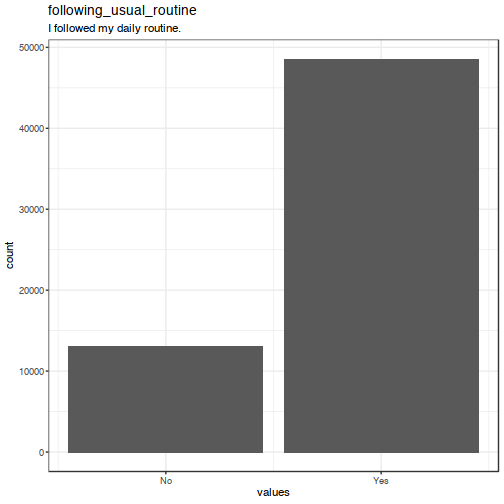 following_usual_routine
I followed my daily routine.
50000
40000
30000
20000
10000
0
count
No
Yes
values